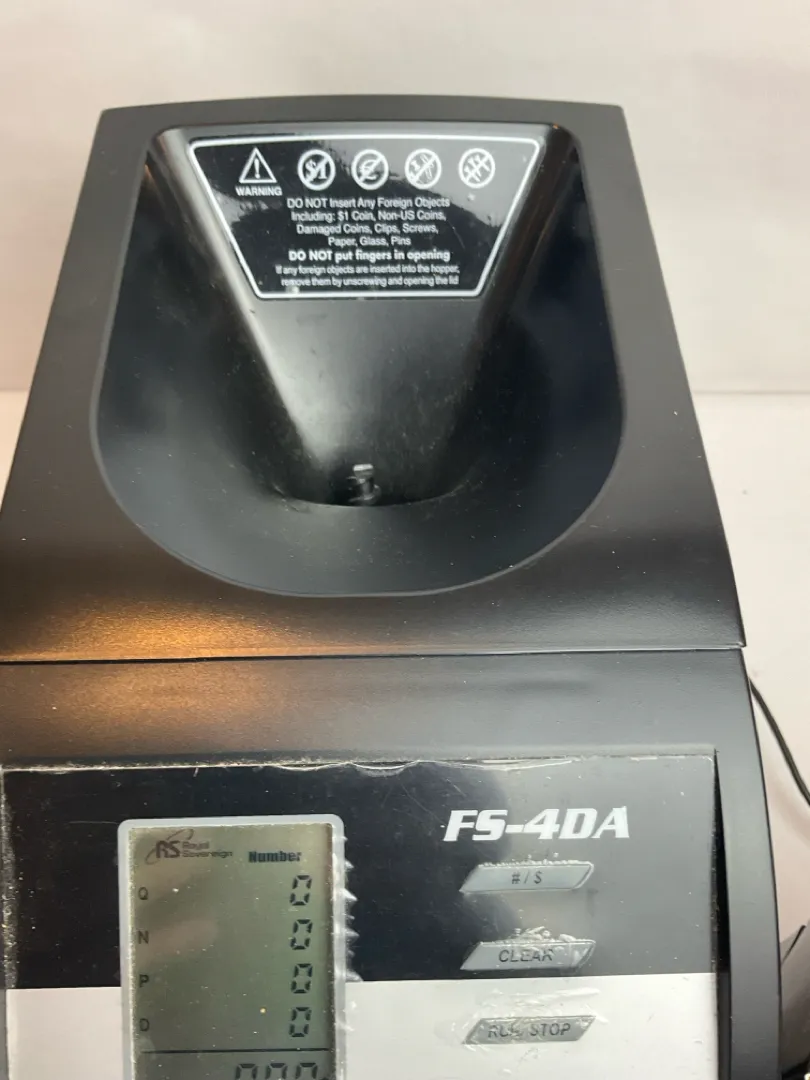 WARNING
DO NOT Insert Any Foreign Objects
Including: $1 Coin, Non-US Coins,
Damaged Coins, Clips, Screws,
Paper, Glass, Pins
DO NOT put fingers in opening
If any foreign objects are inserted into the hopper,
remove them by unscrewing and opening the lid
FS-4DA
RS Royal Sovereign Number
Q 0
N 0
P 0
D 0
000
# / $
CLEAR
RUN/STOP